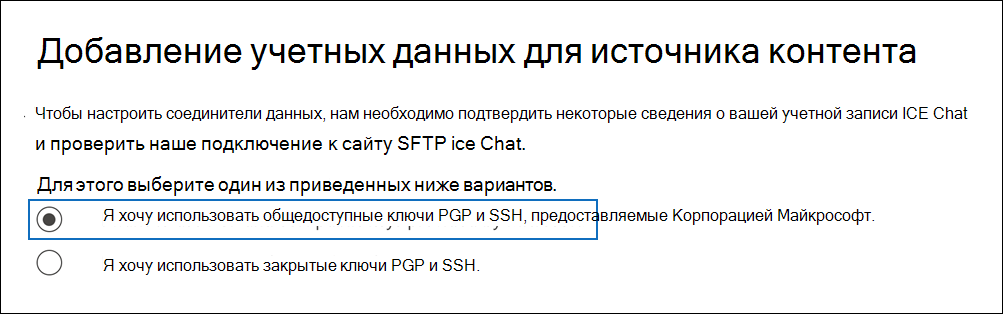 Добавление учетных данных для источника контента
Чтобы настроить соединители данных, нам необходимо подтвердить некоторые сведения о вашей учетной записи ICE Chat
и проверить наше подключение к сайту SFTP ice Chat.
Для этого выберите один из приведенных ниже вариантов.
Я хочу использовать общедоступные ключи PGP и SSH, предоставляемые Корпорацией Майкрософт.
Я хочу использовать закрытые ключи PGP и SSH.